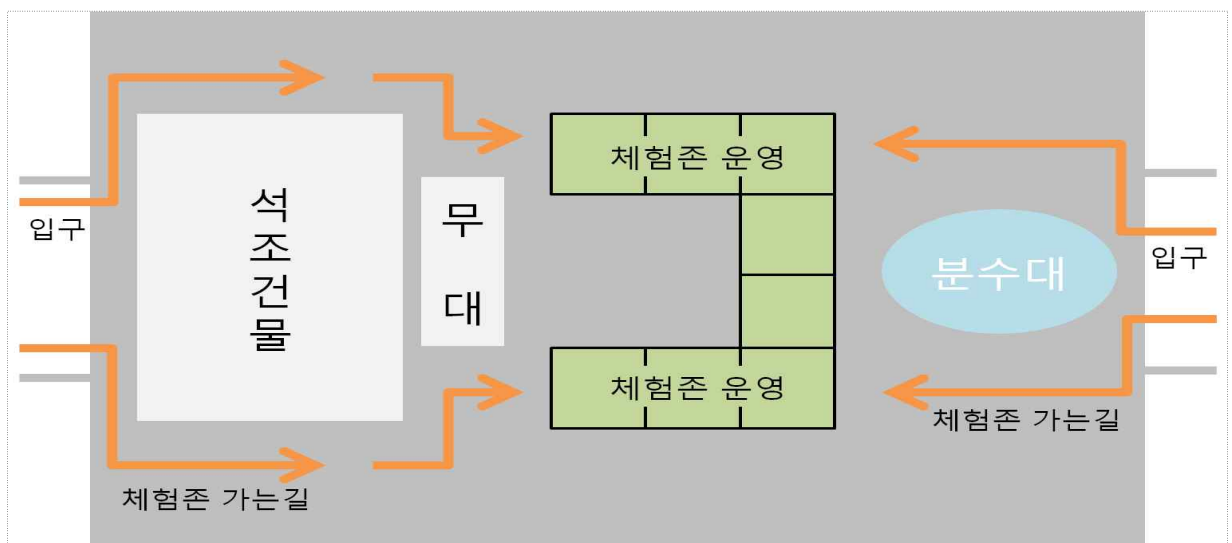 입구
체험존 가는길
석조건물
무대
체험존 운영
체험존 운영
분수대
입구
체험존 가는길